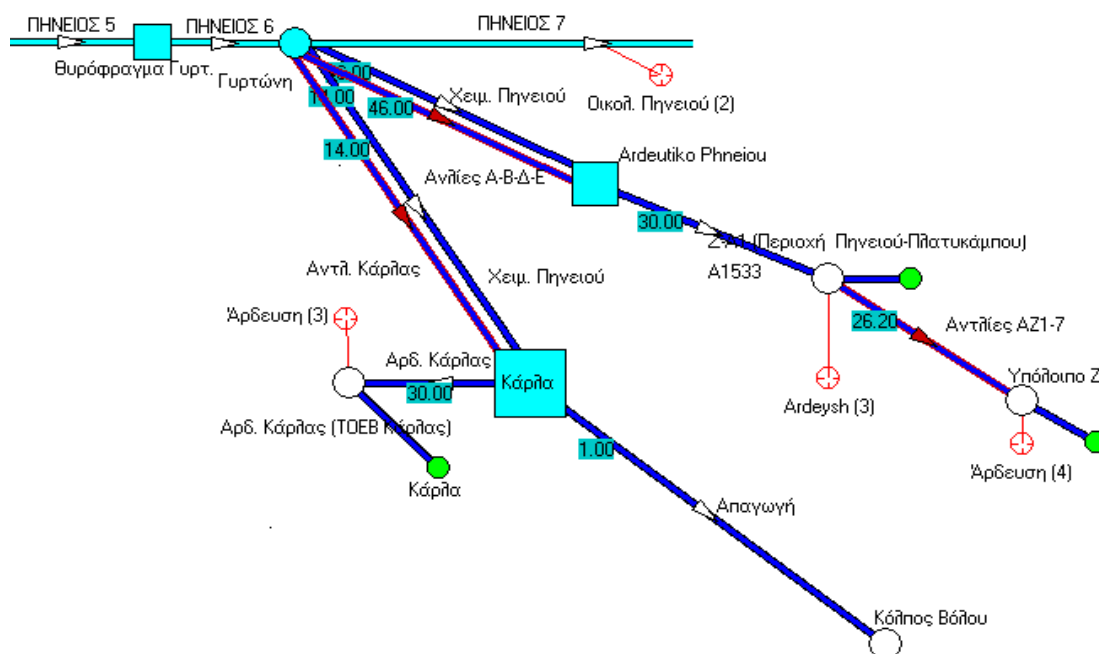 ΠΗΝΕΙΟΣ 5
ΠΗΝΕΙΟΣ 6
ΠΗΝΕΙΟΣ 7
Θυρόφραγμα Γυρτ.
Γυρτώνη
Οικολ. Πηνειού (2)
Χειμ. Πηνειού
46.00
14.00
Ardeutiko Phneiou
Ανλίες Α-Β-Δ-Ε
30.00
(Περιοχή Πηνειού-Πλατυκάμπου)
Α1533
Αντλ. Κάρλας
Χειμ. Πηνειού
26.20
Αντλίες ΑΖ1-7
Άρδευση (3)
Αρδ. Κάρλας
Κάρλα
30.00
Υπόλοιπο Ζ
Ardeysh (3)
Αρδ. Κάρλας (ΤΟΕΒ Κάρλας)
1.00
Άρδευση (4)
Κάρλα
Απαγωγή
Κόλπος Βόλου